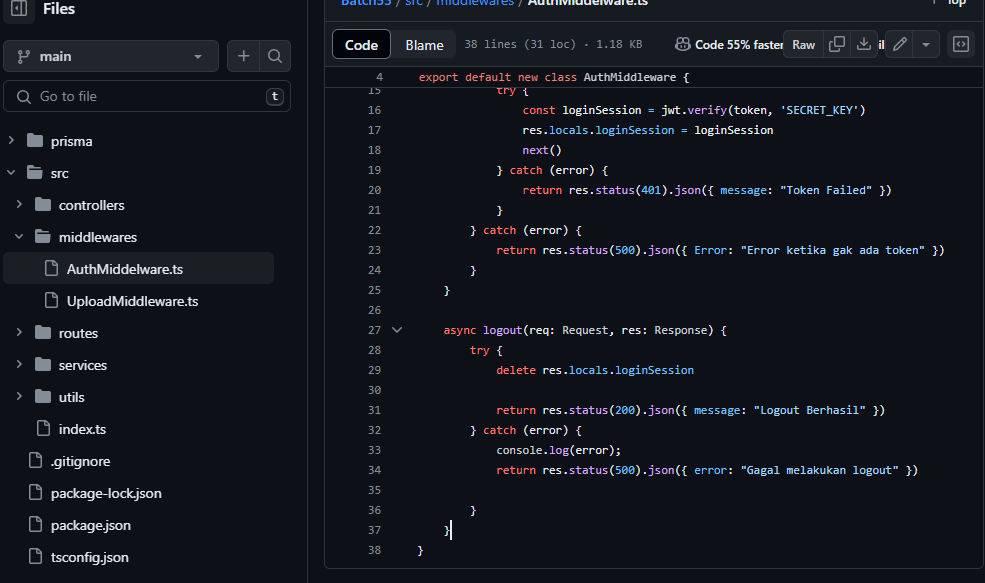 Files
main
Go to file
t
prisma
src
controllers
middlewares
AuthMiddelware.ts
UploadMiddleware.ts
routes
services
utils
index.ts
.gitignore
package-lock.json
package.json
tsconfig.json
Batch55 / src / middlewares / AuthMiddelware.ts
Top
Code
Blame
38 lines (31 loc) · 1.18 KB
Code 55% faster
Raw
4 export default new class AuthMiddleware {
15 try {
16 const loginSession = jwt.verify(token, 'SECRET_KEY')
17 res.locals.loginSession = loginSession
18 next()
19 } catch (error) {
20 return res.status(401).json({ message: "Token Failed" })
21 }
22 } catch (error) {
23 return res.status(500).json({ Error: "Error ketika gak ada token" })
24 }
25 }
26
27 async logout(req: Request, res: Response) {
28 try {
29 delete res.locals.loginSession
30
31 return res.status(200).json({ message: "Logout Berhasil" })
32 } catch (error) {
33 console.log(error);
34 return res.status(500).json({ error: "Gagal melakukan logout" })
35
36 }
37 }
38 }